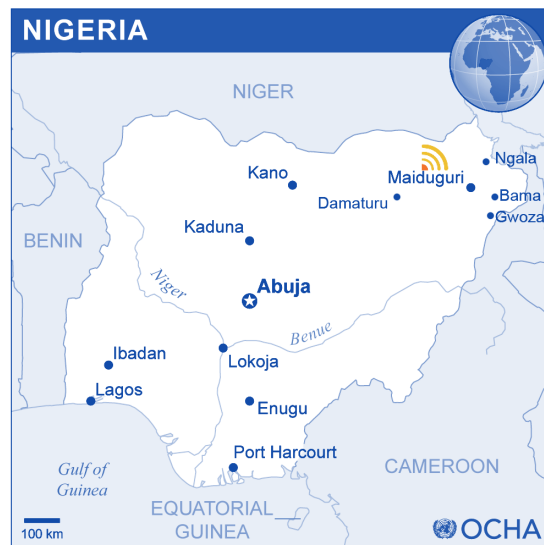 NIGERIA
NIGER
Ngala
Kano
Maiduguri
Damaturu
Bama
Gwoza
Kaduna
BENIN
Niger
Abuja
Benue
Ibadan
Lokoja
Lagos
Enugu
Port Harcourt
Gulf of
Guinea
CAMEROON
EQUATORIAL
GUINEA
100 km
OCHA